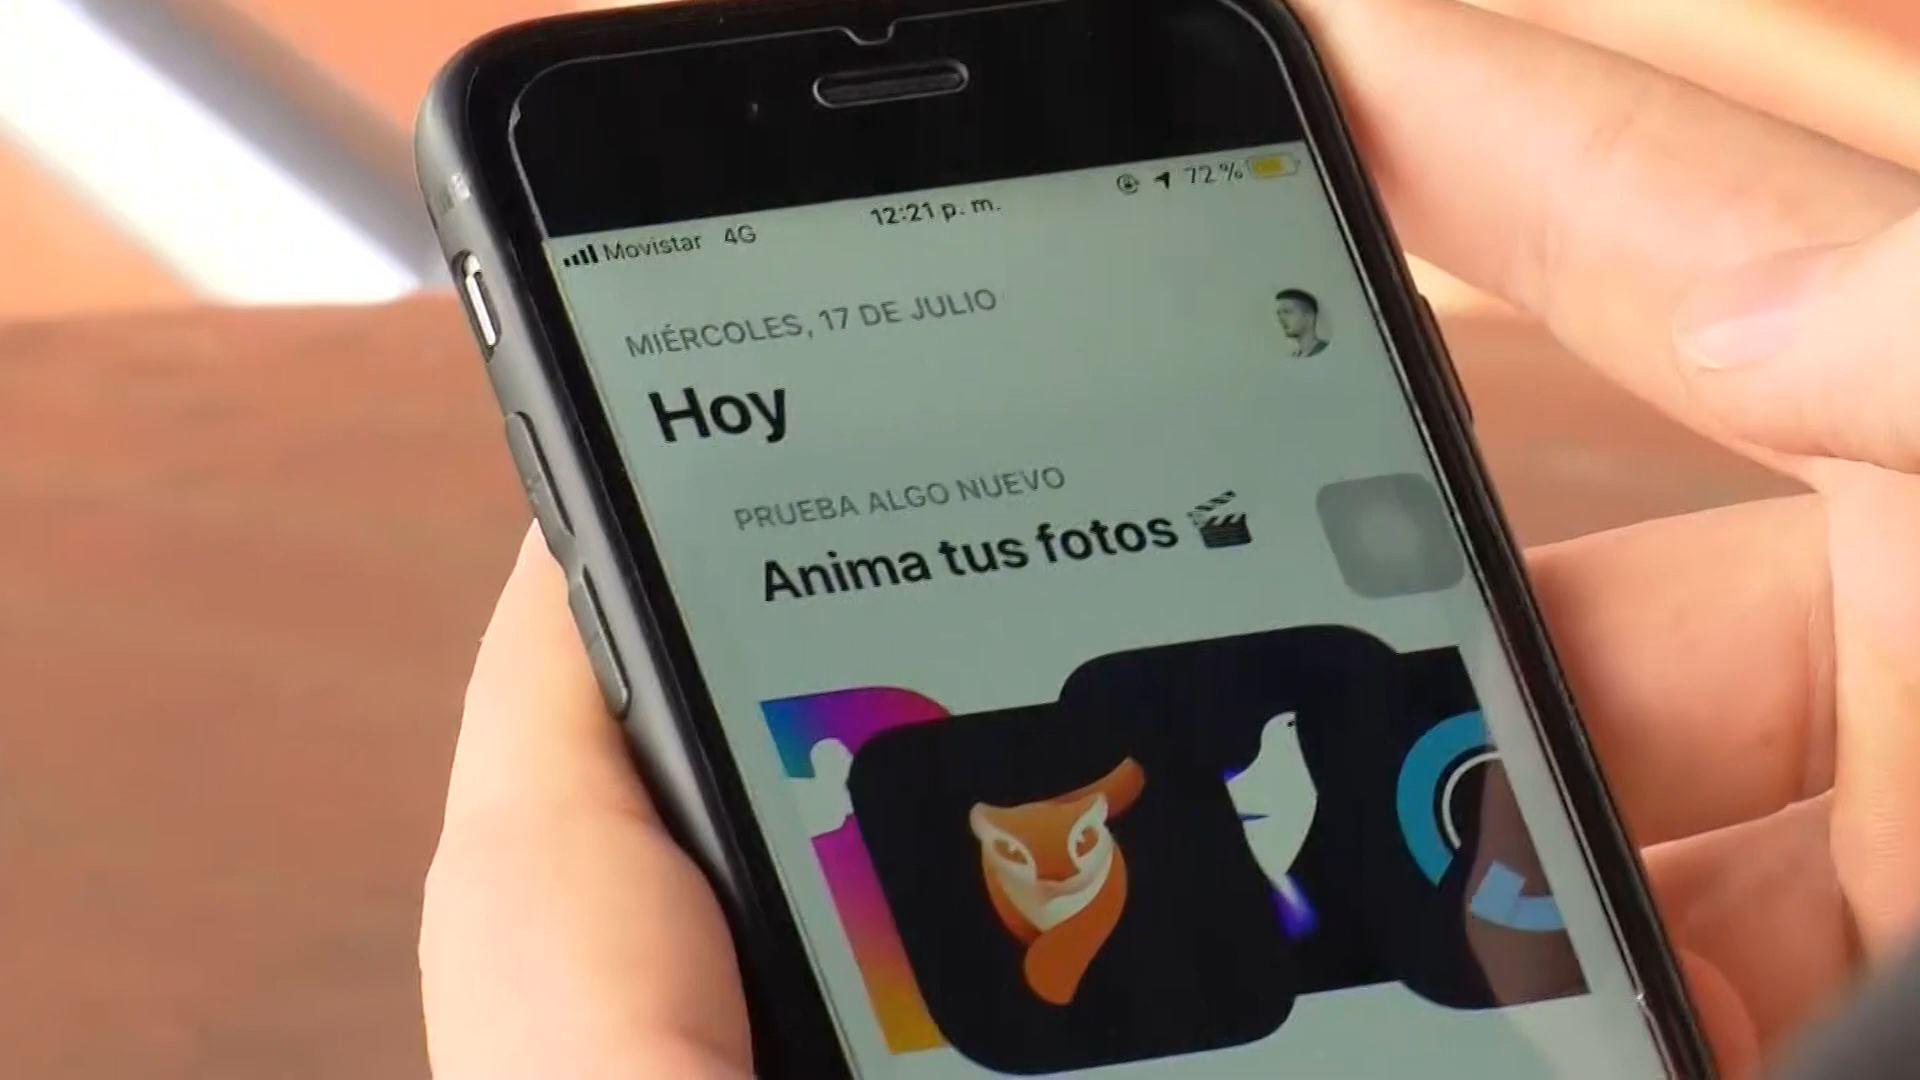 Movistar 4G 12:21 p. m. 72 %
MIÉRCOLES, 17 DE JULIO
Hoy
PRUEBA ALGO NUEVO
Anima tus fotos